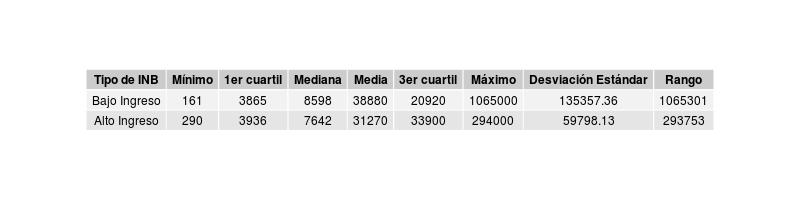 Tipo de INB Mínimo 1er cuartil Mediana Media 3er cuartil Máximo Desviación Estándar Rango
Bajo Ingreso 161 3865 8598 38880 20920 1065000 135357.36 1065301
Alto Ingreso 290 3936 7642 31270 33900 294000 59798.13 293753